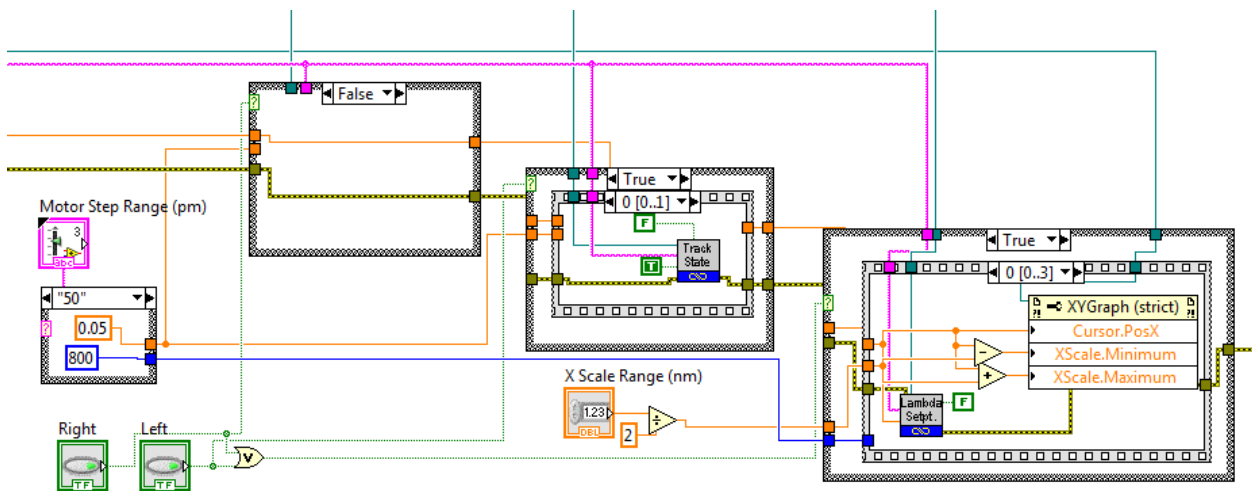 False
Motor Step Range (pm)
3
abc
"50"
?
0.05
800
Right
Left
TF
TF
V
?
?
True
0 [0..1]
F
T
Track
State
X Scale Range (nm)
1.23
DBL
2
?
True
0 [0..3]
XYGraph (strict)
Cursor.PosX
XScale.Minimum
XScale.Maximum
Lambda
Setpt.
F